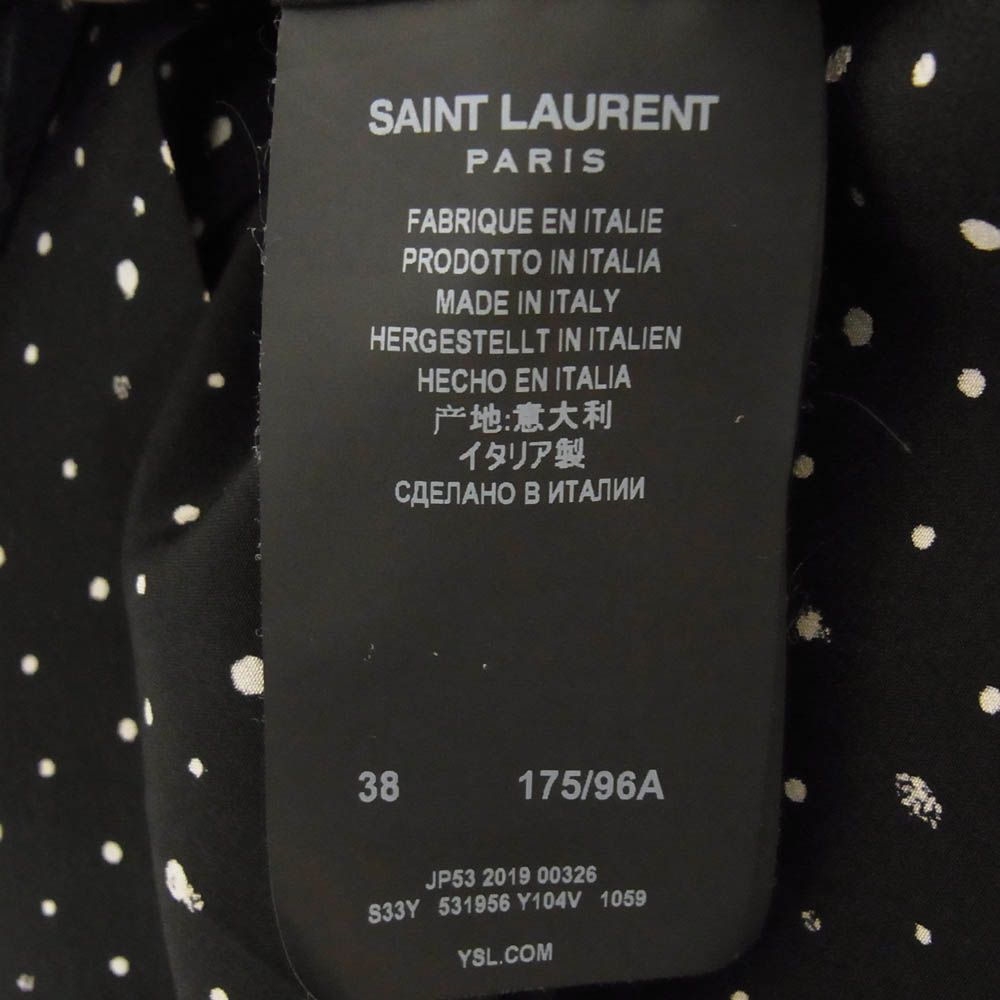 SAINT LAURENT
PARIS
FABRIQUE EN ITALIE
PRODOTTO IN ITALIA
MADE IN ITALY
HERGESTELLT IN ITALIEN
HECHO EN ITALIA
产地:意大利
イタリア製
СДЕЛАНО В ИТАЛИИ
38 175/96A
JP53 2019 00326
S33Y 531956 Y104V 1059
YSL.COM